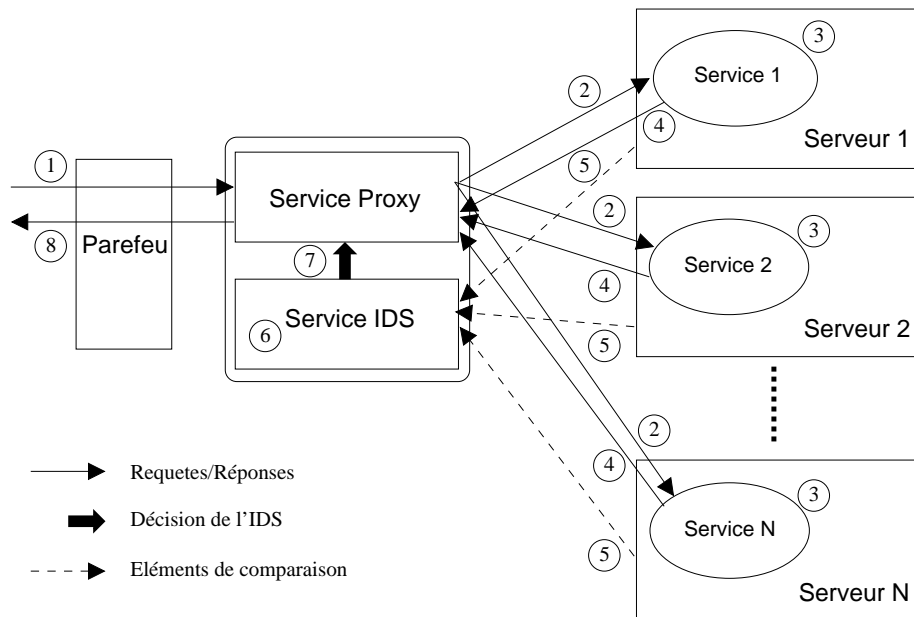 3
Service 1
2
4
Serveur 1
1
5
Service Proxy
2
3
8
Parefeu
7
Service 2
4
Service IDS
6
Serveur 2
5
2
4
Requetes/Réponses
3
Décision de l'IDS
Service N
5
Eléments de comparaison
Serveur N